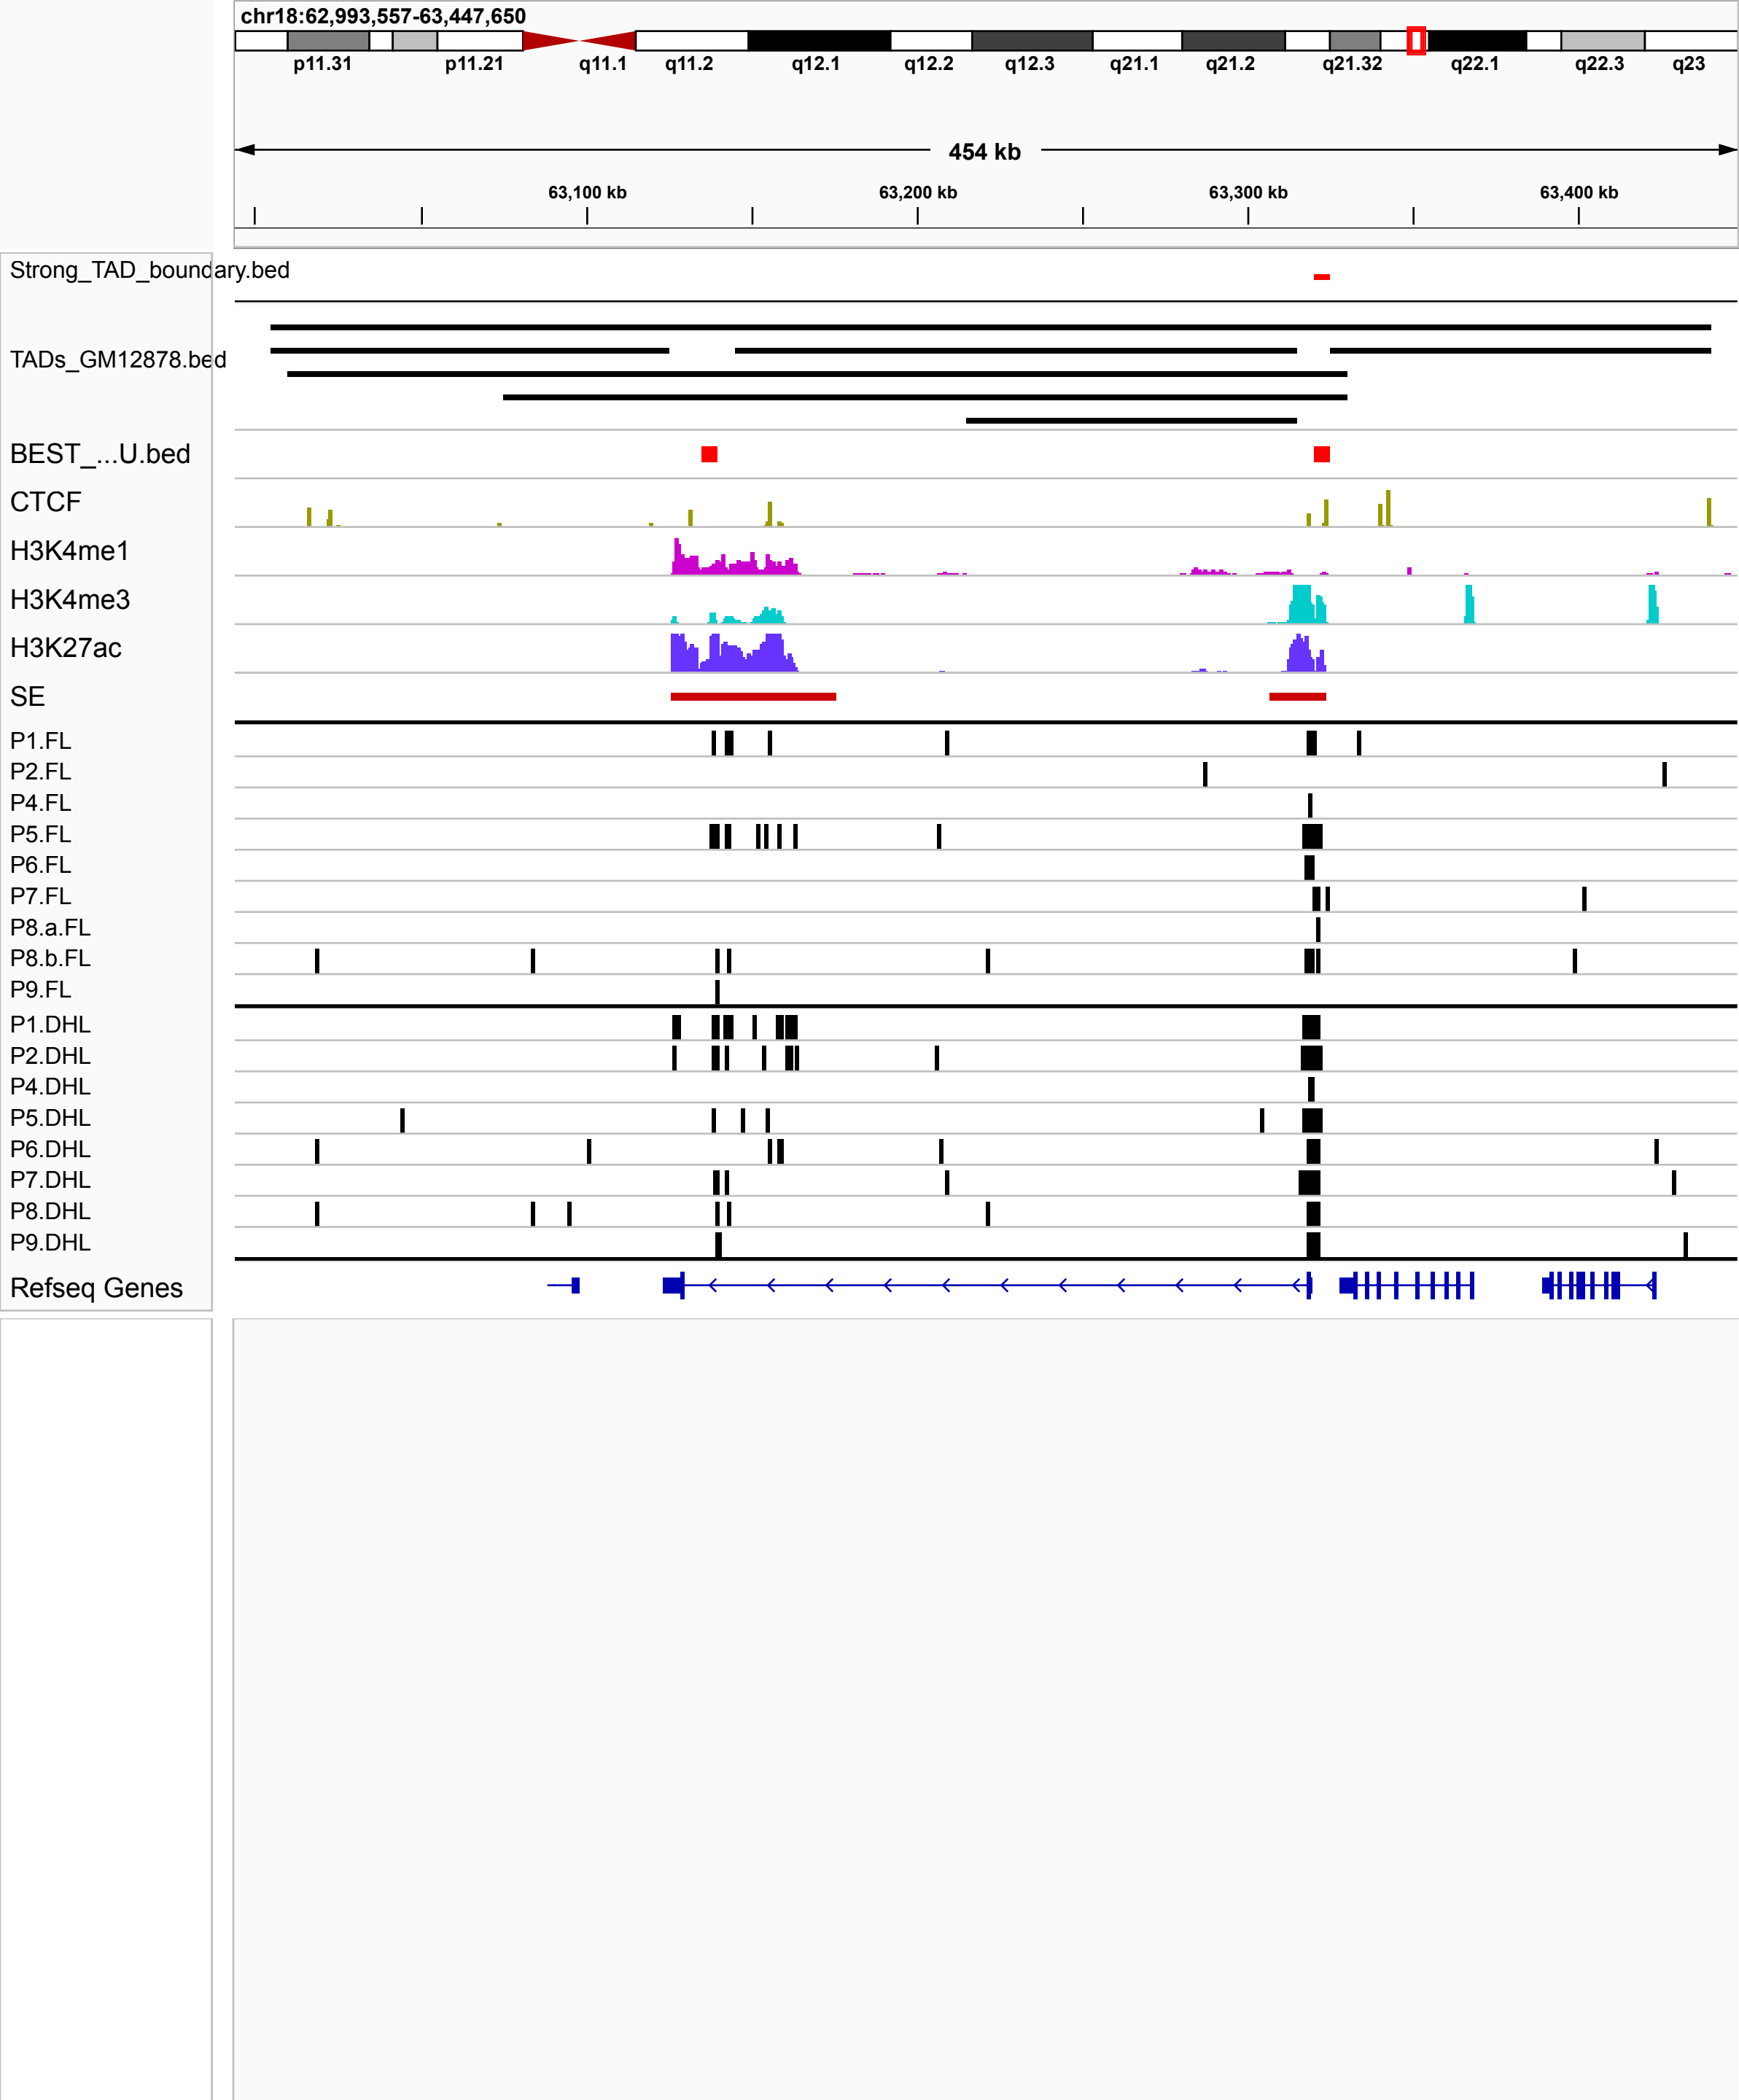 chr18:62,993,557-63,447,650
p11.31 p11.21 q11.1 q11.2 q12.1 q12.2 q12.3 q21.1 q21.2 q21.32 q22.1 q22.3 q23
454 kb
63,100 kb 63,200 kb 63,300 kb 63,400 kb
Strong_TAD_boundary.bed
TADs_GM12878.bed
BEST_...U.bed
CTCF
H3K4me1
H3K4me3
H3K27ac
SE
P1.FL
P2.FL
P4.FL
P5.FL
P6.FL
P7.FL
P8.a.FL
P8.b.FL
P9.FL
P1.DHL
P2.DHL
P4.DHL
P5.DHL
P6.DHL
P7.DHL
P8.DHL
P9.DHL
Refseq Genes